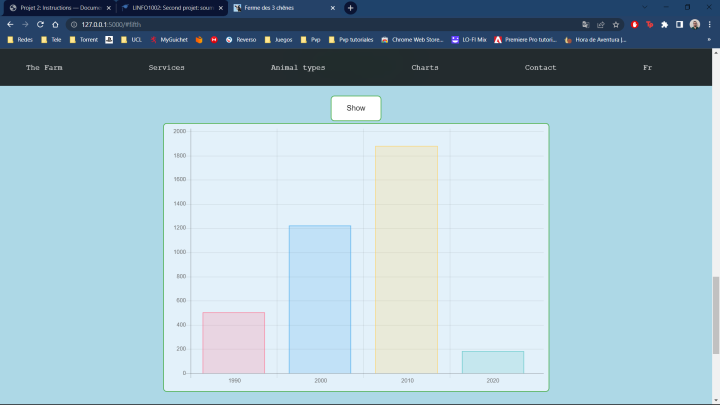 Projet 2: Instructions — Docume
LINFO1002: Second projet: sour
Ferme des 3 chênes
127.0.0.1:5000/#fifth
Redes
Tele
Torrent
UCL
MyGuichet
Reverso
Juegos
Pvp
Pvp tutoriales
Chrome Web Store...
LO-FI Mix
Premiere Pro tutori...
Hora de Aventura |...
»
The Farm
Services
Animal types
Charts
Contact
Fr
Show
2000
1800
1600
1400
1200
1000
800
600
400
200
0
1990
2000
2010
2020